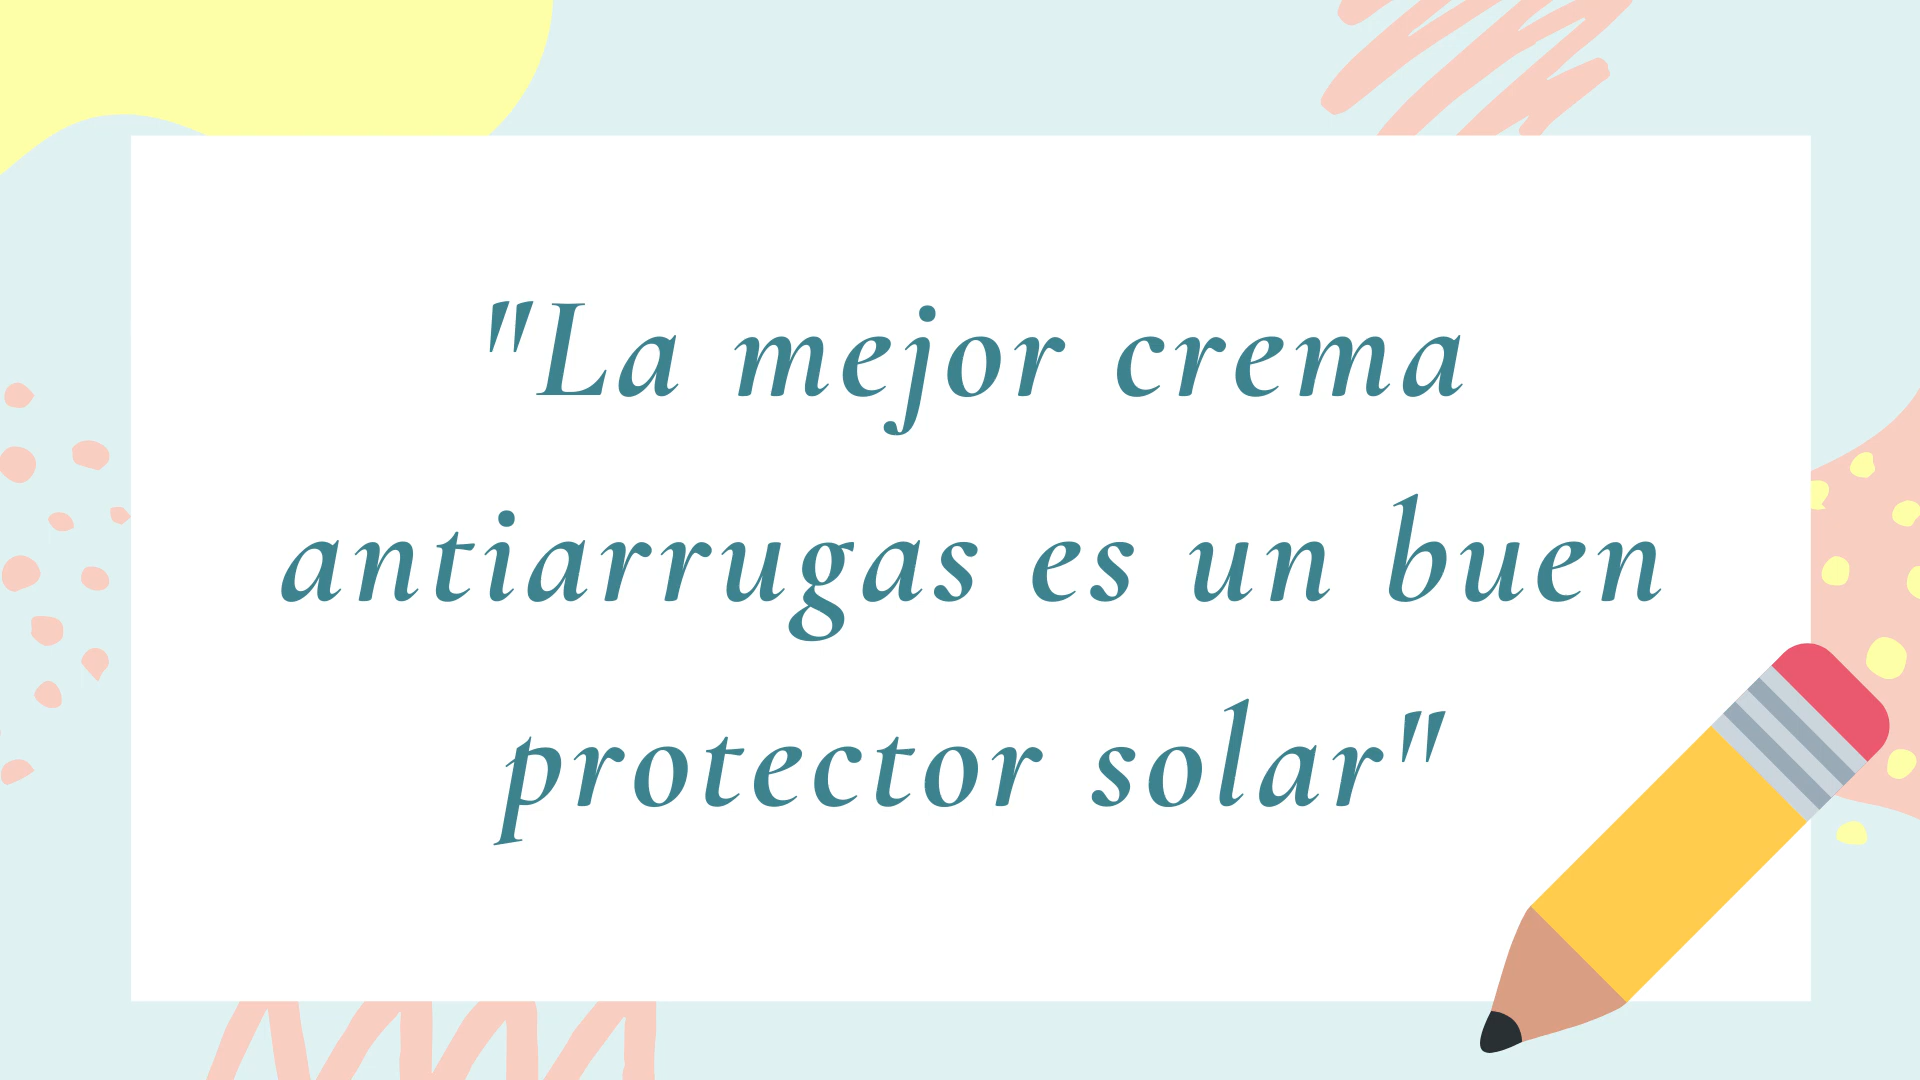 "La mejor crema
antiarrugas es un buen
protector solar"